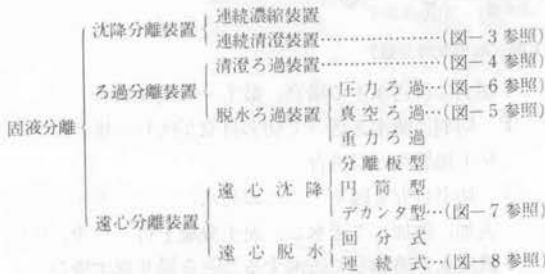 連続濃縮装置
沈降分離装置
連続清澄装置………………(図―3 参照)
清澄ろ過装置………………(図―4 参照)
ろ過分離装置
圧力ろ過…(図―6 参照)
脱水ろ過装置
真空ろ過…(図―5 参照)
重力ろ過
固液分離
分離板型
遠心沈降
円筒型
デカンタ型…(図―7 参照)
遠心分離装置
回分式
遠心脱水
連続式…(図―8 参照)